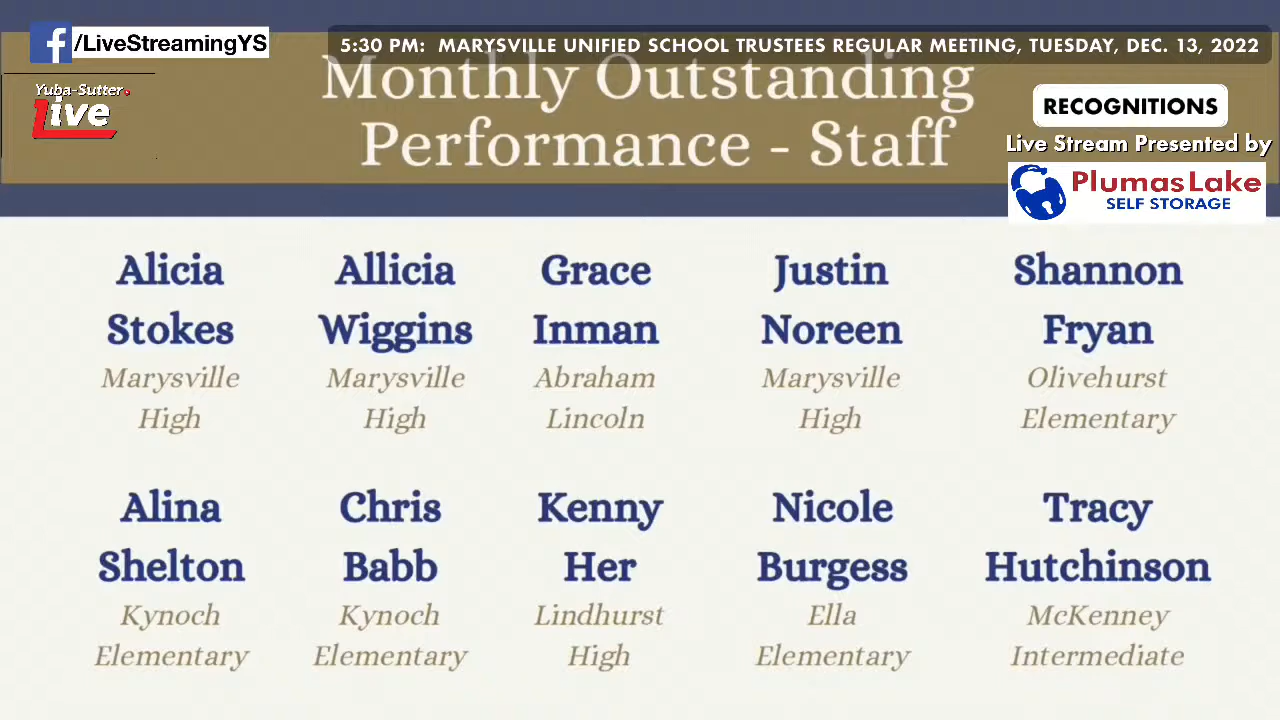 /LiveStreamingYS
5:30 PM: MARYSVILLE UNIFIED SCHOOL TRUSTEES REGULAR MEETING, TUESDAY, DEC. 13, 2022
Monthly Outstanding
Performance - Staff
Yuba-Sutter
Live
RECOGNITIONS
Live Stream Presented by
Plumas Lake
SELF STORAGE
Alicia
Stokes
Marysville
High
Allicia
Wiggins
Marysville
High
Grace
Inman
Abraham
Lincoln
Justin
Noreen
Marysville
High
Shannon
Fryan
Olivehurst
Elementary
Alina
Shelton
Kynoch
Elementary
Chris
Babb
Kynoch
Elementary
Kenny
Her
Lindhurst
High
Nicole
Burgess
Ella
Elementary
Tracy
Hutchinson
McKenney
Intermediate